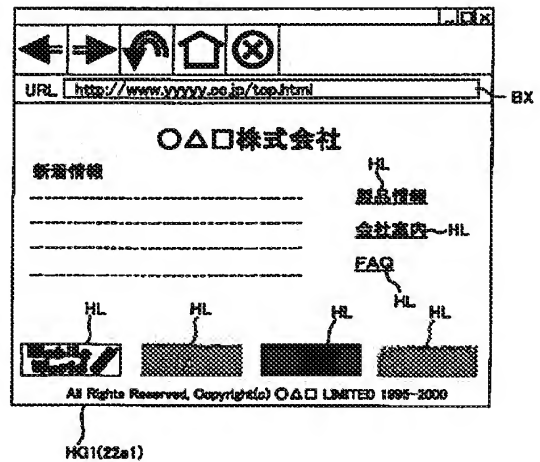 URL http://www.yyyyy.co.jp/top.html
BX
○△□株式会社
新着情報
HL
製品情報
会社案内 HL
FAQ
HL
HL HL HL HL
Mobile
World
All Rights Reserved, Copyright(c) ○△□ LIMITED 1995-2000
HG1(22a1)